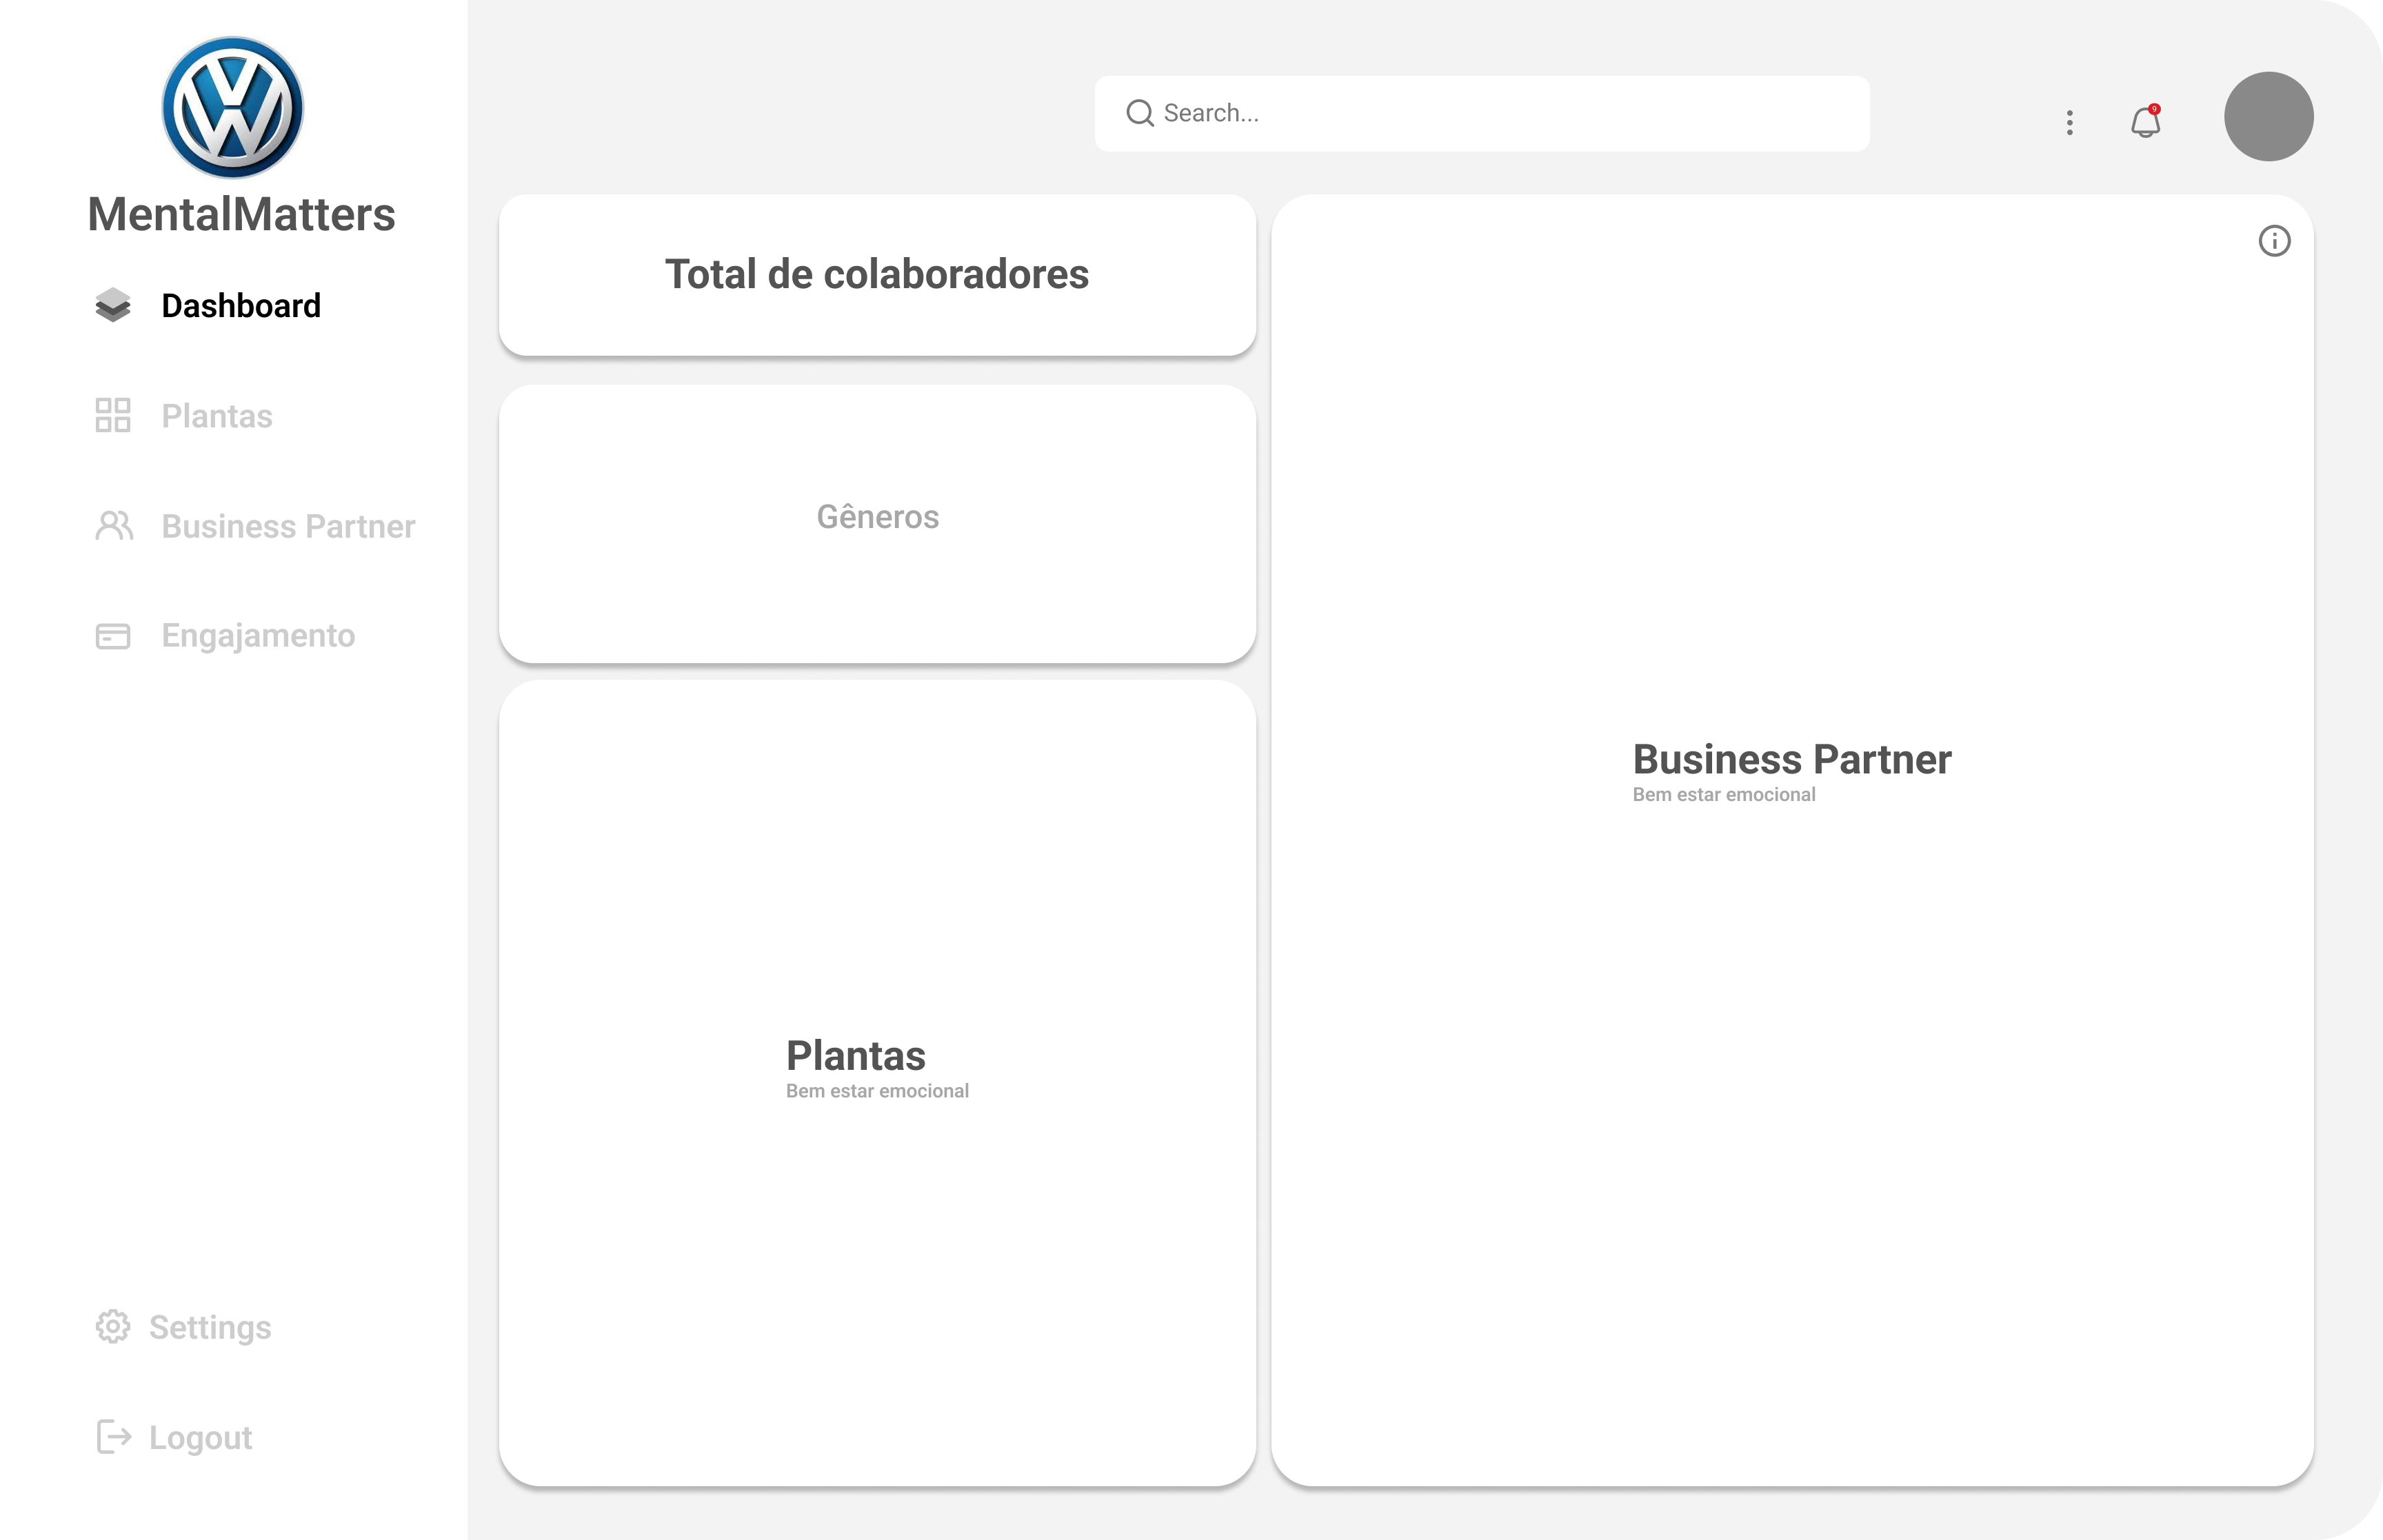 MentalMatters
Dashboard
Plantas
Business Partner
Engajamento
Settings
Logout
Search...
9
Total de colaboradores
Gêneros
Plantas
Bem estar emocional
Business Partner
Bem estar emocional